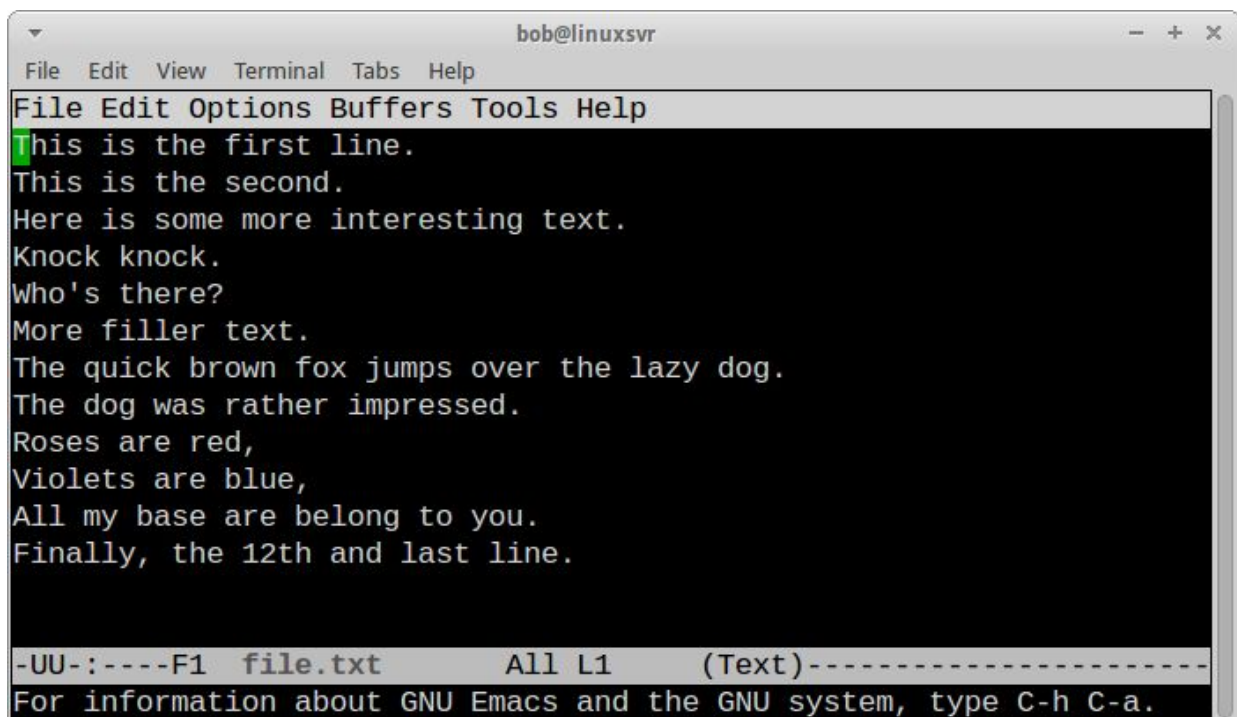 bob@linuxsvr
File Edit View Terminal Tabs Help
File Edit Options Buffers Tools Help
This is the first line.
This is the second.
Here is some more interesting text.
Knock knock.
Who's there?
More filler text.
The quick brown fox jumps over the lazy dog.
The dog was rather impressed.
Roses are red,
Violets are blue,
All my base are belong to you.
Finally, the 12th and last line.
-UU-:----F1  file.txt       All L1     (Text)-----------------------
For information about GNU Emacs and the GNU system, type C-h C-a.